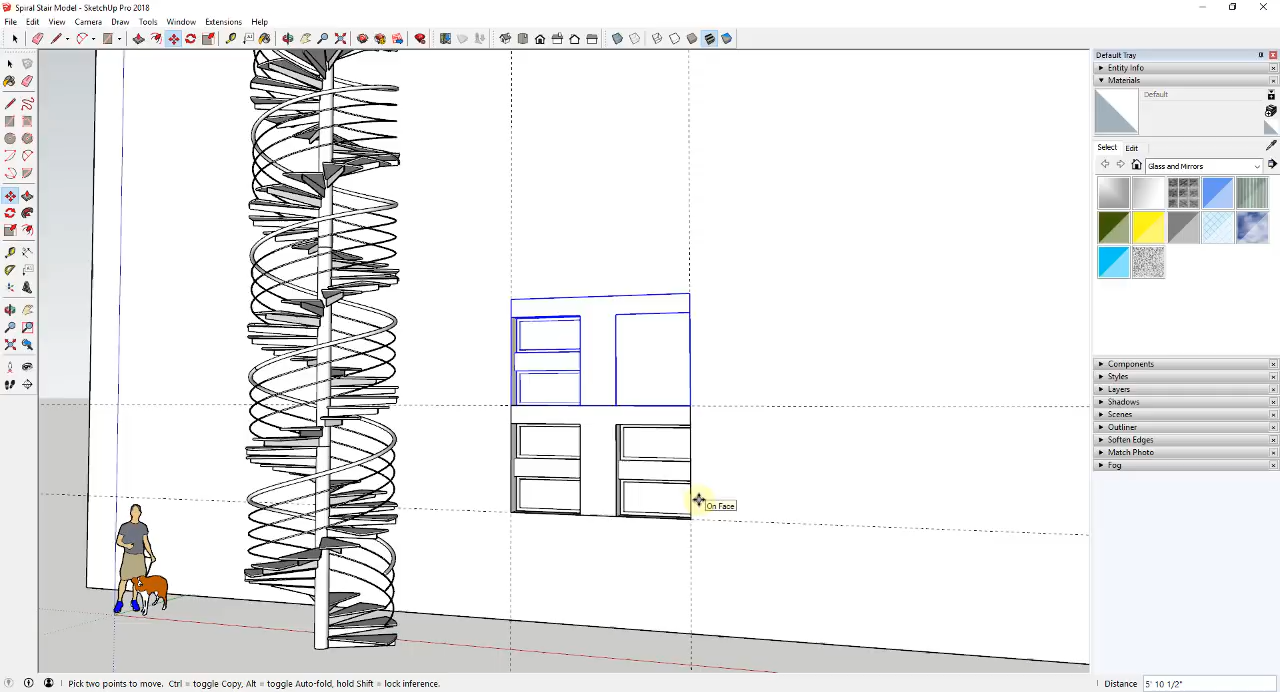 Spiral Stair Model - SketchUp Pro 2018
File Edit View Camera Draw Tools Window Extensions Help
Default Tray
Entity Info
Materials
Default
Select Edit
Glass and Mirrors
Components
Styles
Layers
Shadows
Scenes
Outliner
Soften Edges
Match Photo
Fog
On Face
Pick two points to move. Ctrl = toggle Copy, Alt = toggle Auto-fold, hold Shift = lock inference.
Distance 5' 10 1/2"